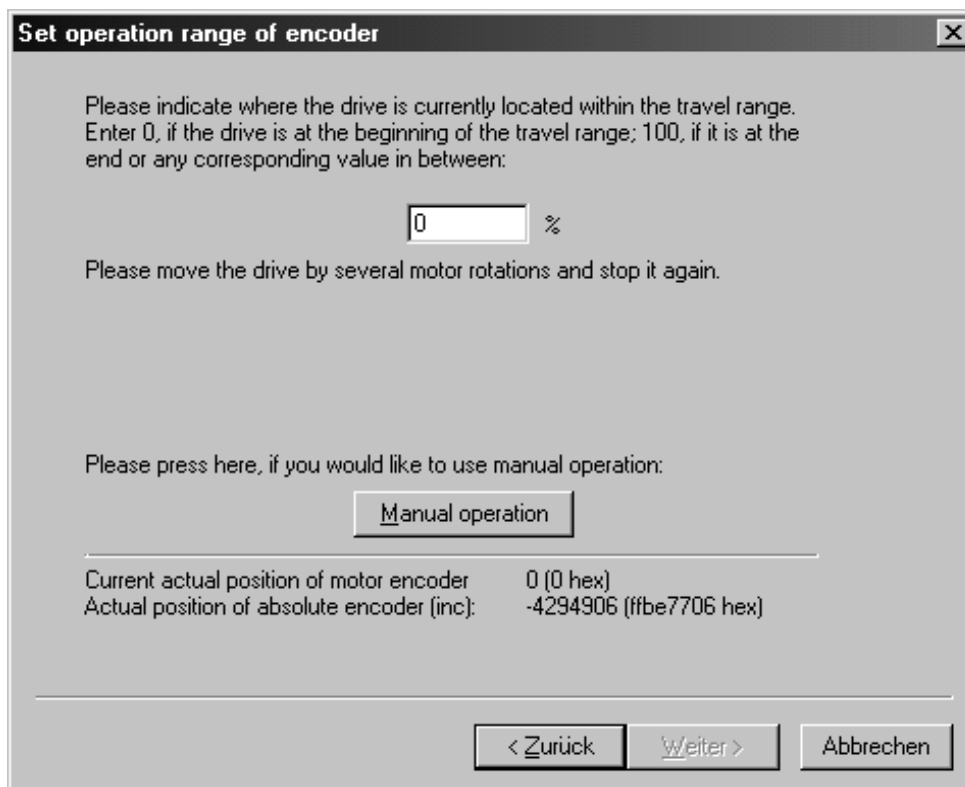 Set operation range of encoder
Please indicate where the drive is currently located within the travel range.
Enter 0, if the drive is at the beginning of the travel range; 100, if it is at the
end or any corresponding value in between:
0 %
Please move the drive by several motor rotations and stop it again.
Please press here, if you would like to use manual operation:
Manual operation
Current actual position of motor encoder 0 (0 hex)
Actual position of absolute encoder (inc): -4294906 (ffbe7706 hex)
< Zurück Weiter > Abbrechen